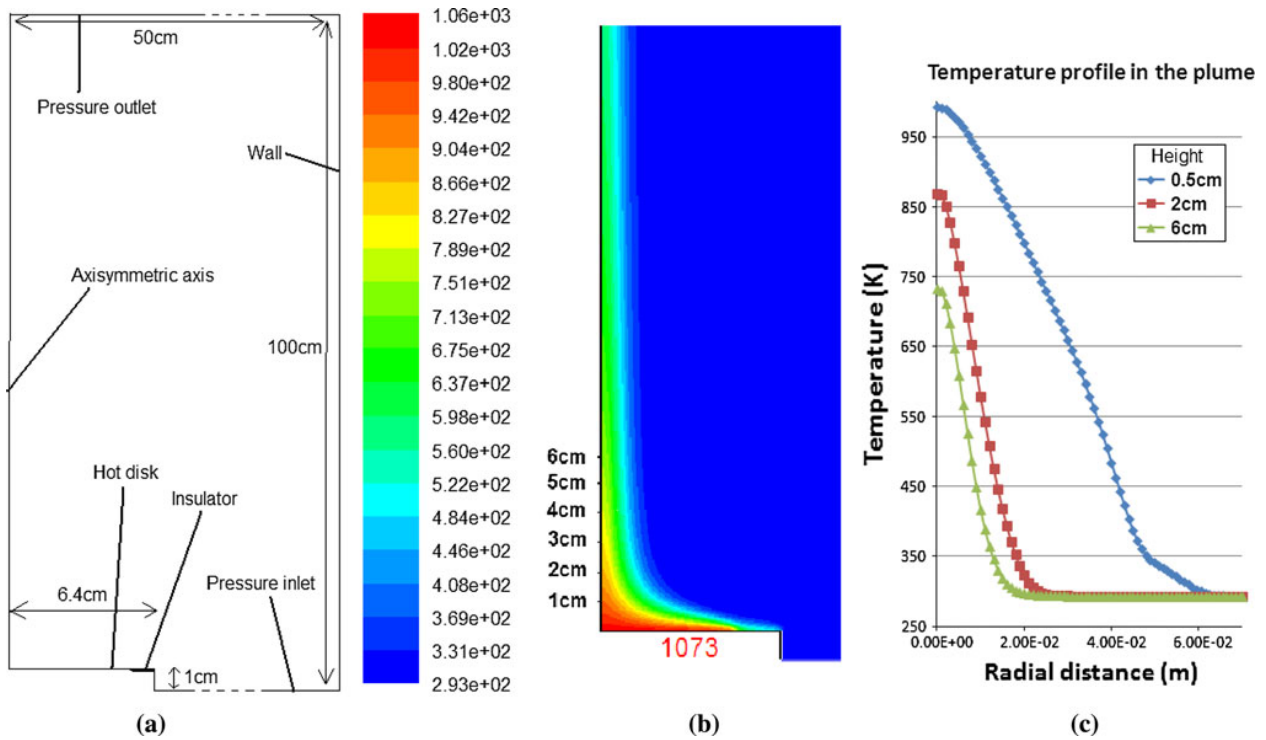 50cm
Pressure outlet
Wall
Axisymmetric axis
100cm
Hot disk
Insulator
Pressure inlet
6.4cm
1cm
(a)
1.06e+03
1.02e+03
9.80e+02
9.42e+02
9.04e+02
8.66e+02
8.27e+02
7.89e+02
7.51e+02
7.13e+02
6.75e+02
6.37e+02
5.98e+02
5.60e+02
5.22e+02
4.84e+02
4.46e+02
4.08e+02
3.69e+02
3.31e+02
2.93e+02
6cm
5cm
4cm
3cm
2cm
1cm
1073
(b)
Temperature profile in the plume
Height
0.5cm
2cm
6cm
Temperature (K)
950
850
750
650
550
450
350
250
0.000E+00 2.00E-02 4.00E-02 6.00E-02
Radial distance (m)
(c)